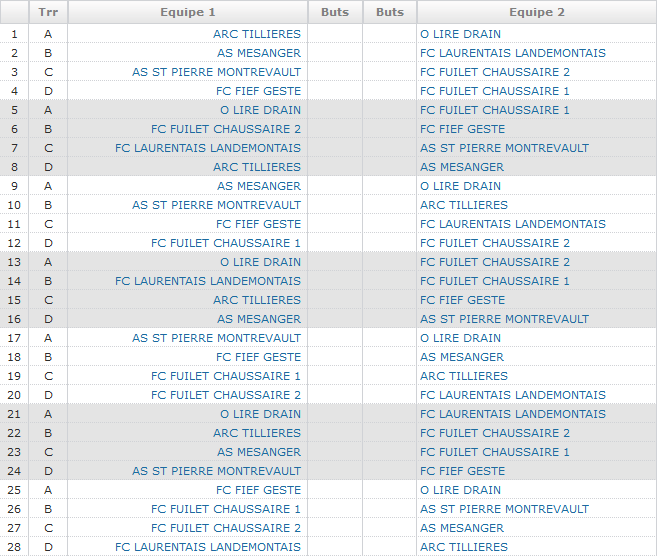 Trr Equipe 1 Buts Buts Equipe 2
1 A ARC TILLIERES O LIRE DRAIN
2 B AS MESANGER FC LAURENTAIS LANDEMONTAIS
3 C AS ST PIERRE MONTREVAULT FC FUILET CHAUSSAIRE 2
4 D FC FIEF GESTE FC FUILET CHAUSSAIRE 1
5 A O LIRE DRAIN FC FUILET CHAUSSAIRE 1
6 B FC FUILET CHAUSSAIRE 2 FC FIEF GESTE
7 C FC LAURENTAIS LANDEMONTAIS AS ST PIERRE MONTREVAULT
8 D ARC TILLIERES AS MESANGER
9 A AS MESANGER O LIRE DRAIN
10 B AS ST PIERRE MONTREVAULT ARC TILLIERES
11 C FC FIEF GESTE FC LAURENTAIS LANDEMONTAIS
12 D FC FUILET CHAUSSAIRE 1 FC FUILET CHAUSSAIRE 2
13 A O LIRE DRAIN FC FUILET CHAUSSAIRE 2
14 B FC LAURENTAIS LANDEMONTAIS FC FUILET CHAUSSAIRE 1
15 C ARC TILLIERES FC FIEF GESTE
16 D AS MESANGER AS ST PIERRE MONTREVAULT
17 A AS ST PIERRE MONTREVAULT O LIRE DRAIN
18 B FC FIEF GESTE AS MESANGER
19 C FC FUILET CHAUSSAIRE 1 ARC TILLIERES
20 D FC FUILET CHAUSSAIRE 2 FC LAURENTAIS LANDEMONTAIS
21 A O LIRE DRAIN FC LAURENTAIS LANDEMONTAIS
22 B ARC TILLIERES FC FUILET CHAUSSAIRE 2
23 C AS MESANGER FC FUILET CHAUSSAIRE 1
24 D AS ST PIERRE MONTREVAULT FC FIEF GESTE
25 A FC FIEF GESTE O LIRE DRAIN
26 B FC FUILET CHAUSSAIRE 1 AS ST PIERRE MONTREVAULT
27 C FC FUILET CHAUSSAIRE 2 AS MESANGER
28 D FC LAURENTAIS LANDEMONTAIS ARC TILLIERES